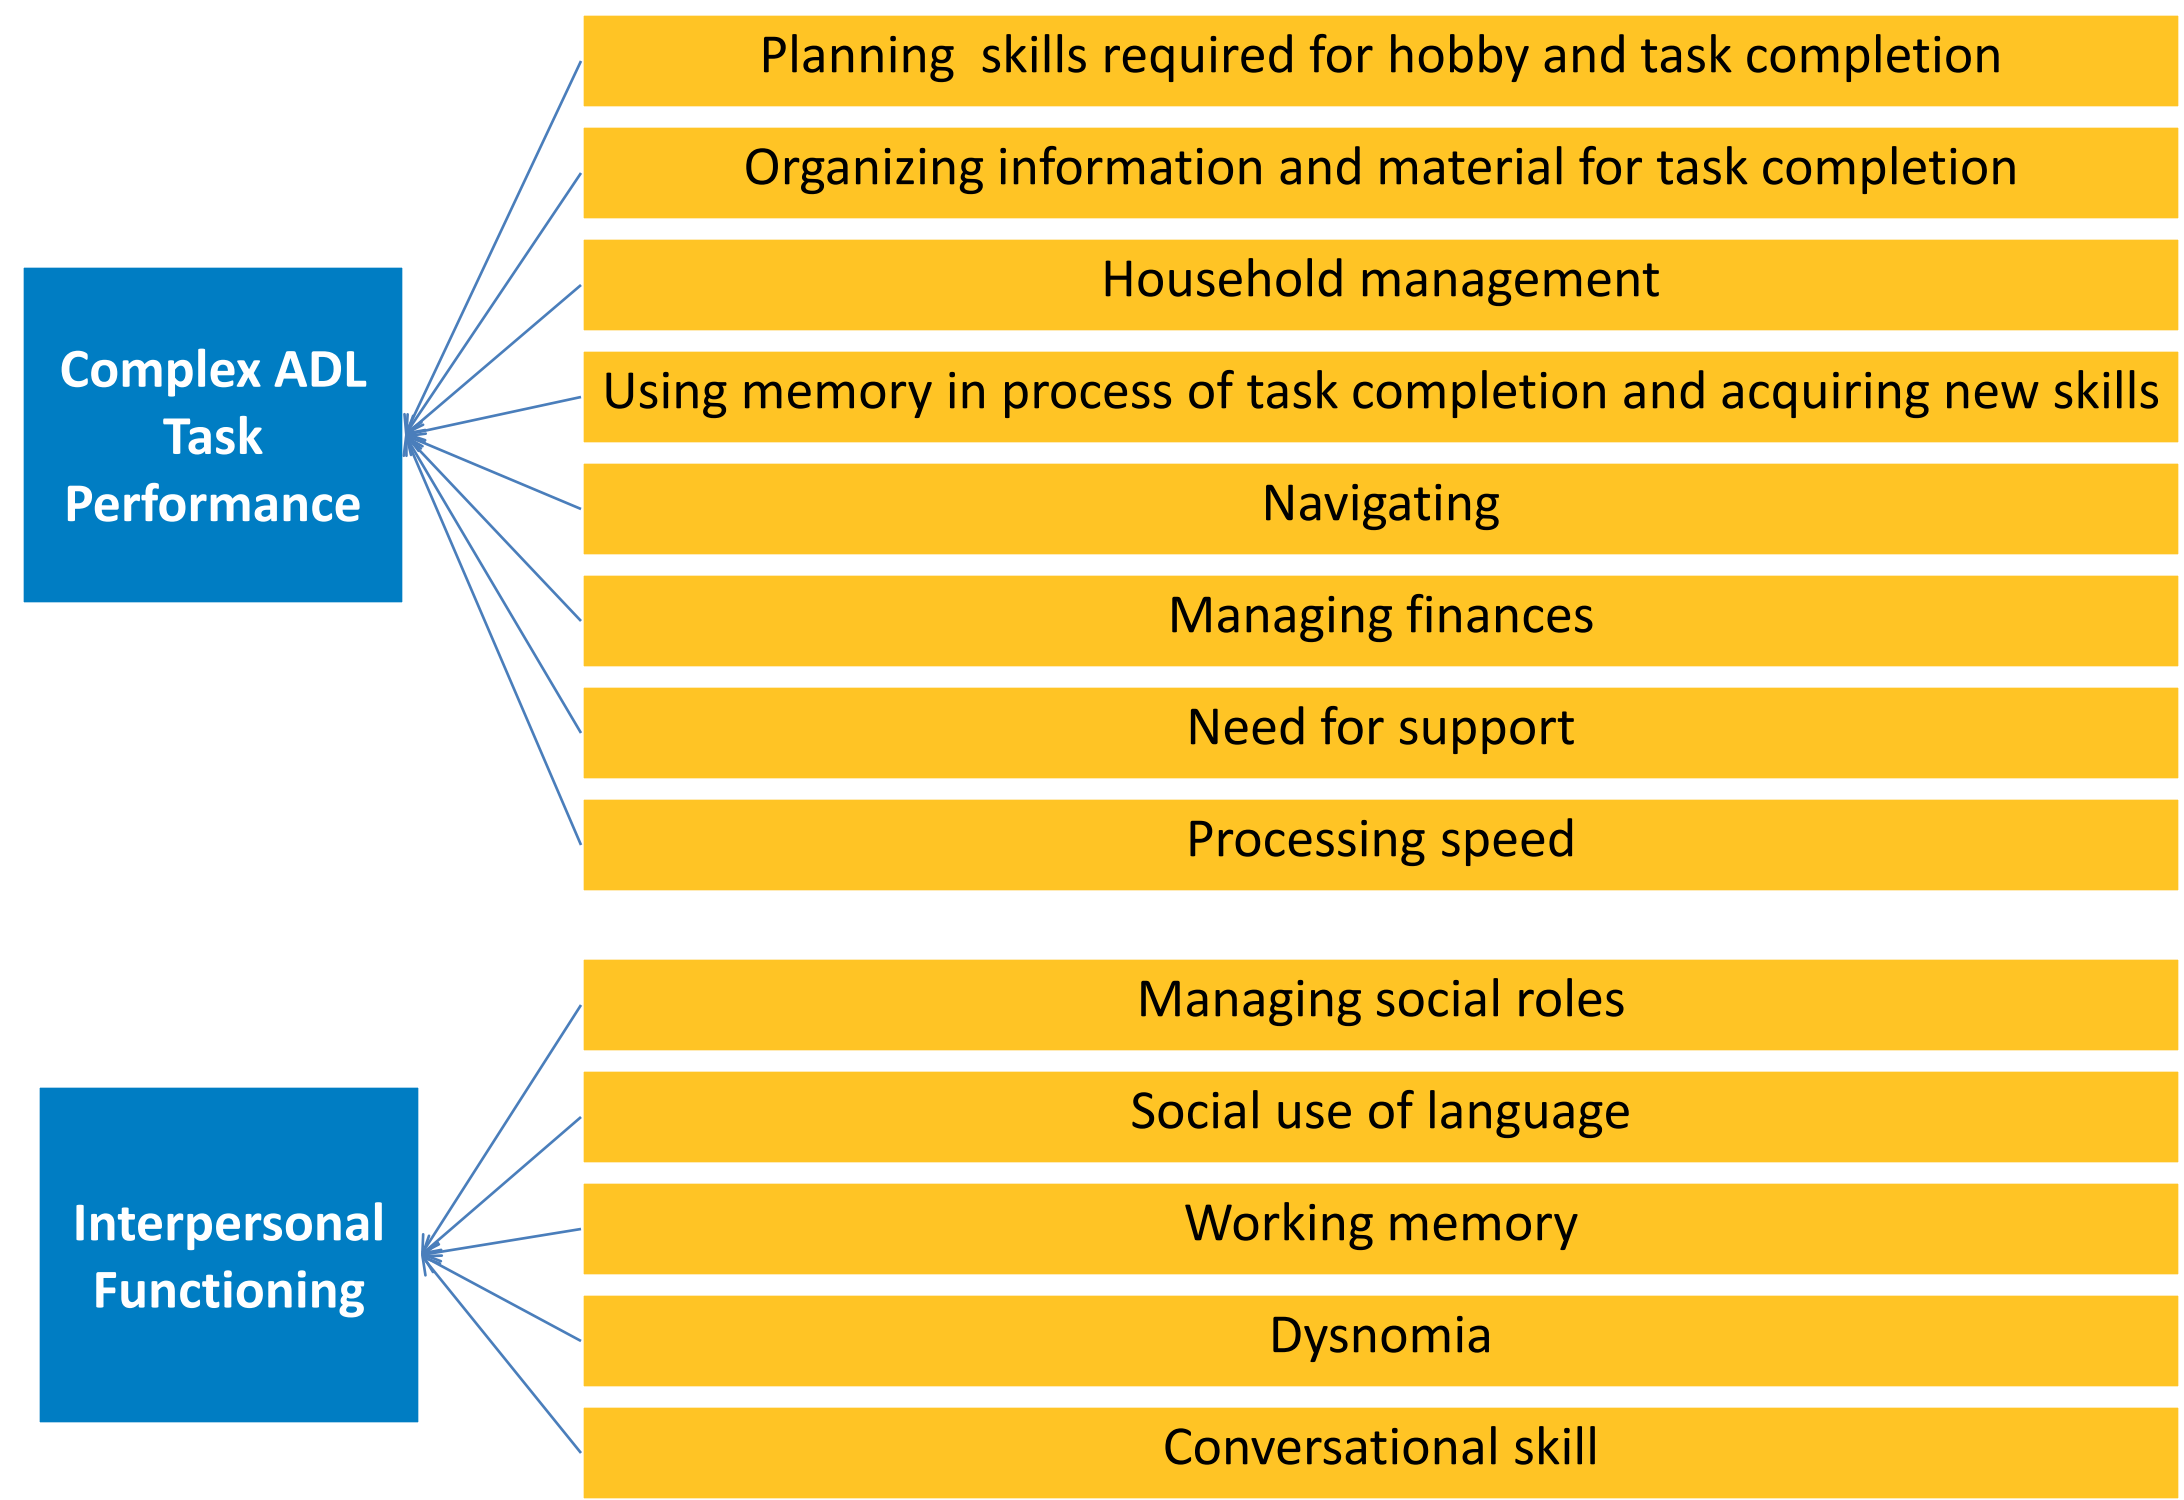 Planning  skills required for hobby and task completion
Organizing information and material for task completion
Household management
Complex ADL
Task
Performance
Using memory in process of task completion and acquiring new skills
Navigating
Managing finances
Need for support
Processing speed
Managing social roles
Social use of language
Interpersonal
Functioning
Working memory
Dysnomia
Conversational skill